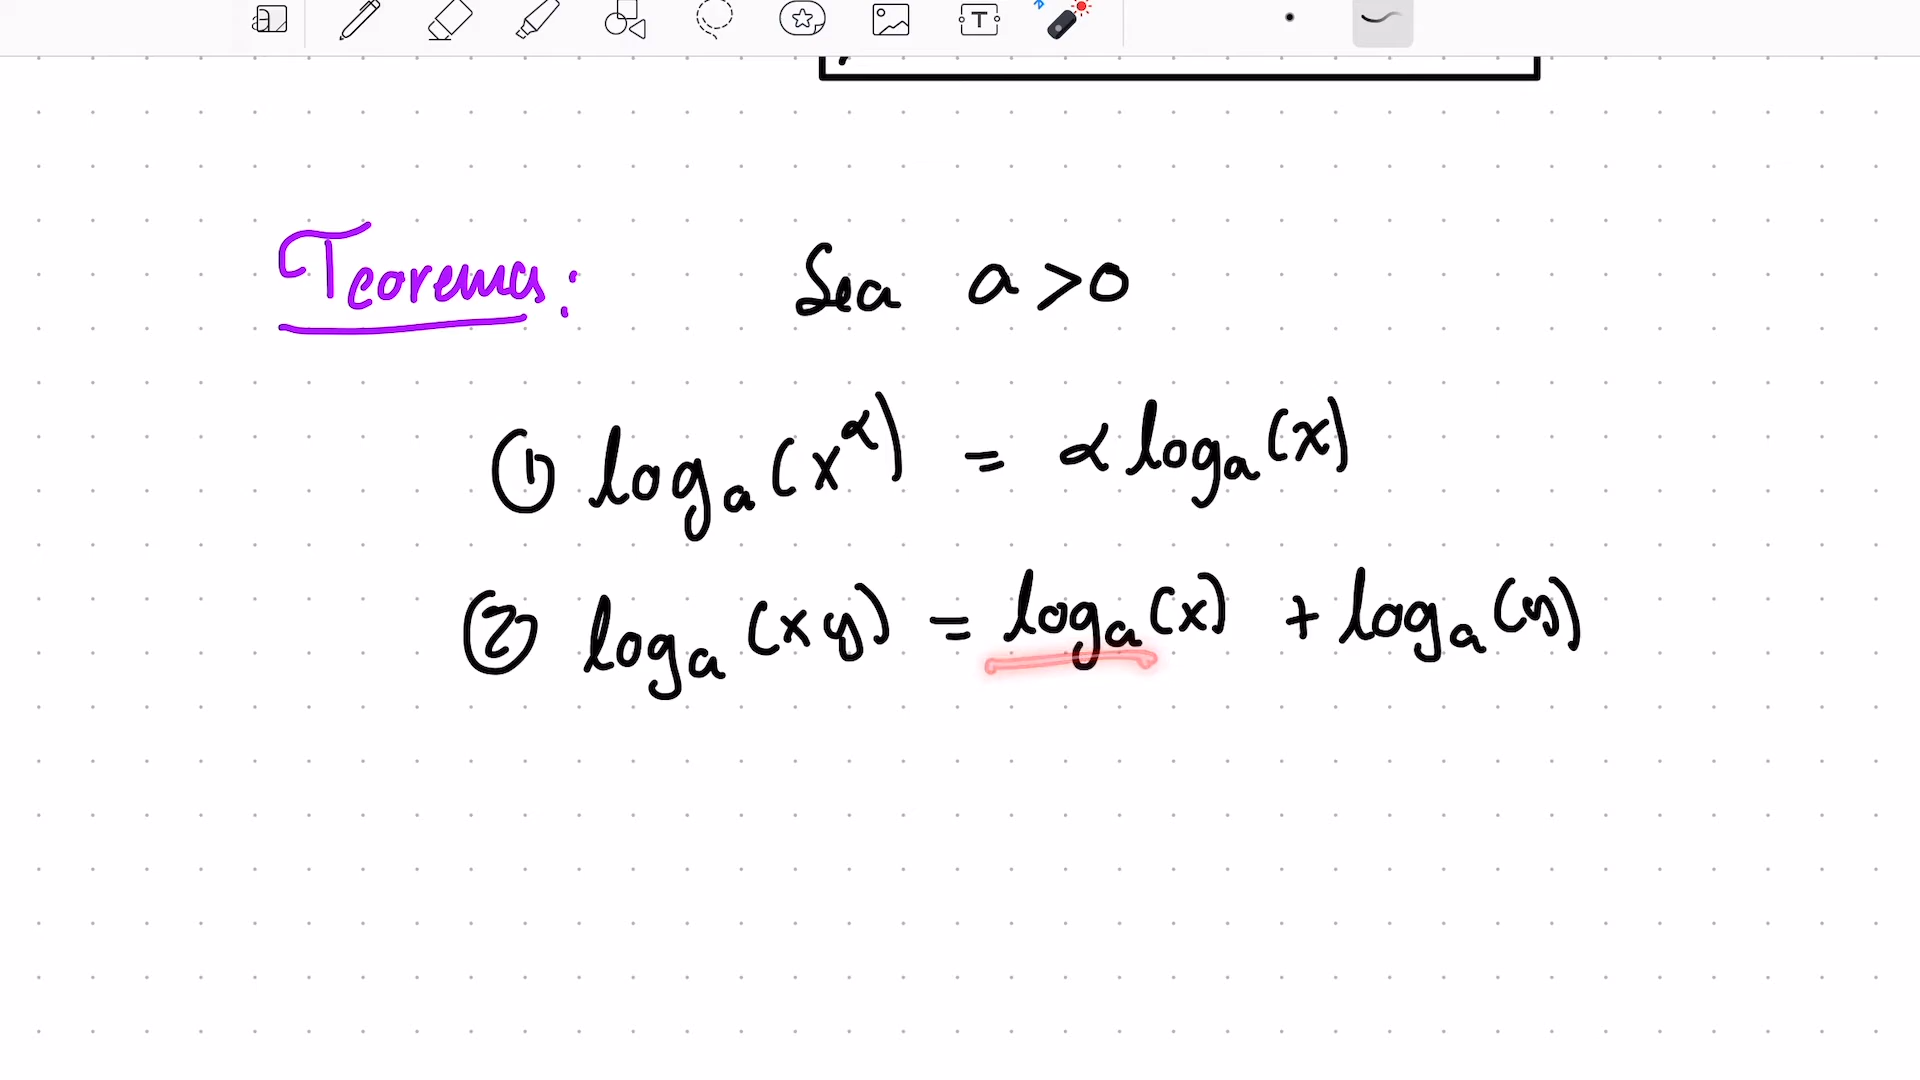 Teorema: Sea a > 0
① logₐ(x^α) = α logₐ(x)
② logₐ(xy) = logₐ(x) + logₐ(y)